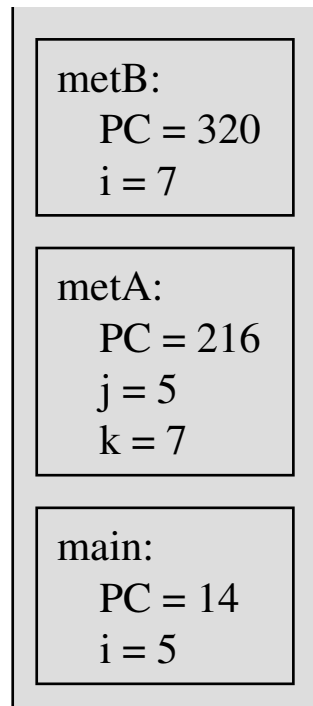 metB:
PC = 320
i = 7
metA:
PC = 216
j = 5
k = 7
main:
PC = 14
i = 5